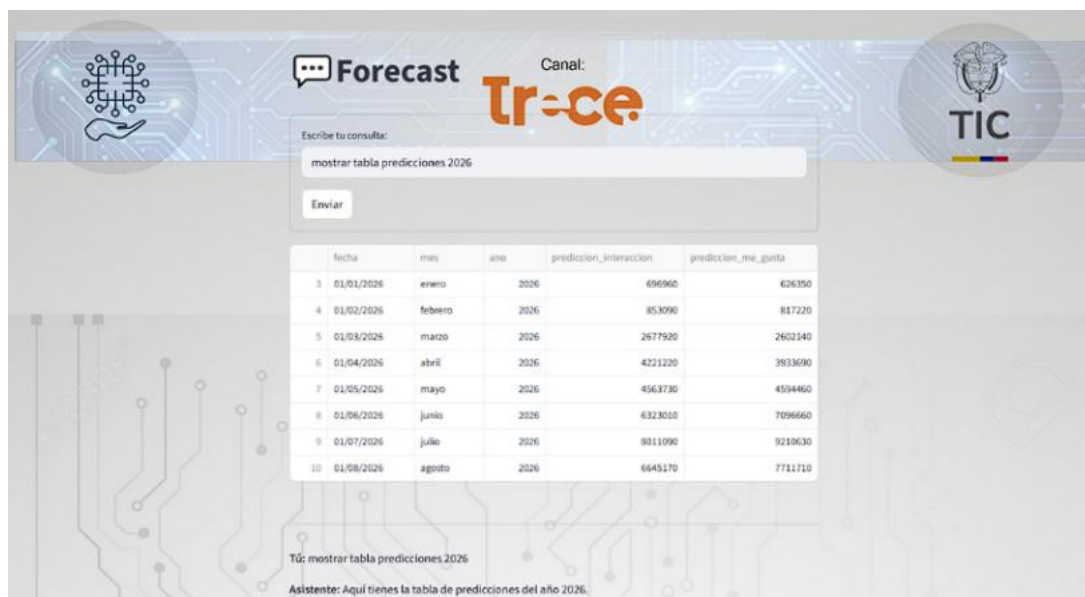 Forecast
Canal:
Trece
TIC
Escribe tu consulta:
mostrar tabla predicciones 2026
Enviar
fecha mes ano prediccion_interaccion prediccion_me_gusta
3 01/01/2026 enero 2026 696960 626350
4 01/02/2026 febrero 2026 853090 817220
5 01/03/2026 marzo 2026 2677920 2602140
6 01/04/2026 abril 2026 4221220 3933690
7 01/05/2026 mayo 2026 4563730 4594460
8 01/06/2026 junio 2026 6323010 7096660
9 01/07/2026 julio 2026 8011090 9210630
10 01/08/2026 agosto 2026 6645170 7711710
Tú: mostrar tabla predicciones 2026
Asistente: Aquí tienes la tabla de predicciones del año 2026.